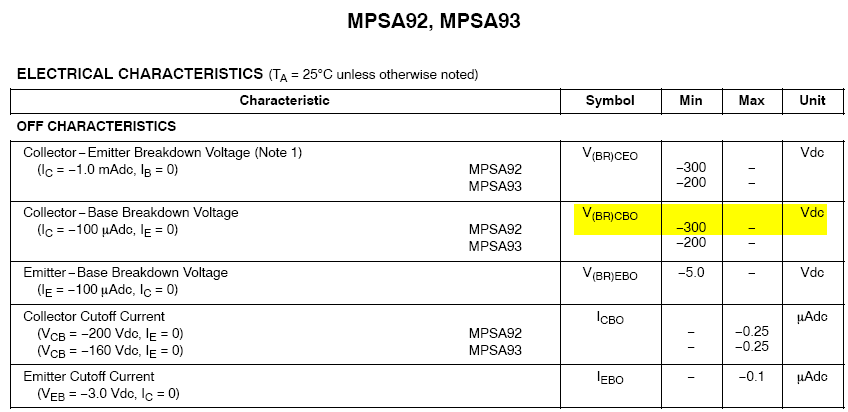 MPSA92, MPSA93
ELECTRICAL CHARACTERISTICS (TA = 25°C unless otherwise noted)
Characteristic Symbol Min Max Unit
OFF CHARACTERISTICS
Collector–Emitter Breakdown Voltage (Note 1) V(BR)CEO Vdc
(IC = −1.0 mAdc, IB = 0) MPSA92 −300 –
MPSA93 −200 –
Collector–Base Breakdown Voltage V(BR)CBO Vdc
(IC = −100 μAdc, IE = 0) MPSA92 −300 –
MPSA93 −200 –
Emitter–Base Breakdown Voltage V(BR)EBO −5.0 – Vdc
(IE = −100 μAdc, IC = 0)
Collector Cutoff Current ICBO μAdc
(VCB = −200 Vdc, IE = 0) MPSA92 – −0.25
(VCB = −160 Vdc, IE = 0) MPSA93 – −0.25
Emitter Cutoff Current IEBO – −0.1 μAdc
(VEB = −3.0 Vdc, IC = 0)